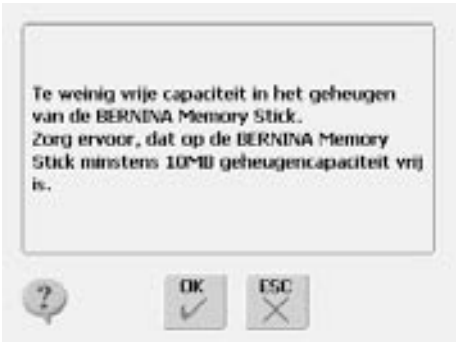 Te weinig vrije capaciteit in het geheugen
van de BERNINA Memory Stick.
Zorg ervoor, dat op de BERNINA Memory
Stick minstens 10MB geheugencapaciteit vrij
is.
?
OK
ESC